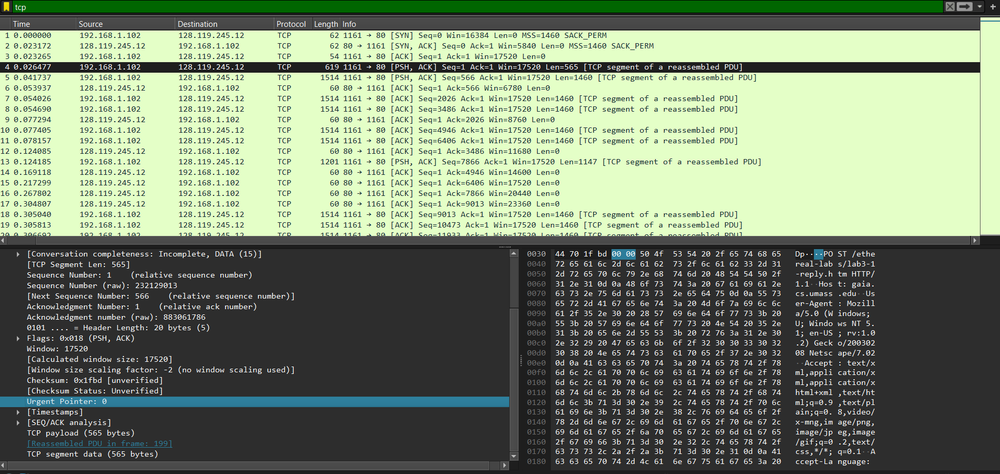 tcp
Time Source Destination Protocol Length Info
1 0.000000 192.168.1.102 128.119.245.12 TCP 62 1161 → 80 [SYN] Seq=0 Win=16384 Len=0 MSS=1460 SACK_PERM
2 0.023172 128.119.245.12 192.168.1.102 TCP 62 80 → 1161 [SYN, ACK] Seq=0 Ack=1 Win=5840 Len=0 MSS=1460 SACK_PERM
3 0.023265 192.168.1.102 128.119.245.12 TCP 54 1161 → 80 [ACK] Seq=1 Ack=1 Win=17520 Len=0
4 0.026477 192.168.1.102 128.119.245.12 TCP 619 1161 → 80 [PSH, ACK] Seq=1 Ack=1 Win=17520 Len=565 [TCP segment of a reassembled PDU]
5 0.041737 192.168.1.102 128.119.245.12 TCP 1514 1161 → 80 [PSH, ACK] Seq=566 Ack=1 Win=17520 Len=1460 [TCP segment of a reassembled PDU]
6 0.053937 128.119.245.12 192.168.1.102 TCP 60 80 → 1161 [ACK] Seq=1 Ack=566 Win=6780 Len=0
7 0.054026 192.168.1.102 128.119.245.12 TCP 1514 1161 → 80 [ACK] Seq=2026 Ack=1 Win=17520 Len=1460 [TCP segment of a reassembled PDU]
8 0.054690 192.168.1.102 128.119.245.12 TCP 1514 1161 → 80 [ACK] Seq=3486 Ack=1 Win=17520 Len=1460 [TCP segment of a reassembled PDU]
9 0.077294 128.119.245.12 192.168.1.102 TCP 60 80 → 1161 [ACK] Seq=1 Ack=2026 Win=8760 Len=0
10 0.077405 192.168.1.102 128.119.245.12 TCP 1514 1161 → 80 [ACK] Seq=4946 Ack=1 Win=17520 Len=1460 [TCP segment of a reassembled PDU]
11 0.078157 192.168.1.102 128.119.245.12 TCP 1514 1161 → 80 [ACK] Seq=6406 Ack=1 Win=17520 Len=1460 [TCP segment of a reassembled PDU]
12 0.124085 128.119.245.12 192.168.1.102 TCP 60 80 → 1161 [ACK] Seq=1 Ack=3486 Win=11680 Len=0
13 0.124185 192.168.1.102 128.119.245.12 TCP 1201 1161 → 80 [PSH, ACK] Seq=7866 Ack=1 Win=17520 Len=1147 [TCP segment of a reassembled PDU]
14 0.169118 128.119.245.12 192.168.1.102 TCP 60 80 → 1161 [ACK] Seq=1 Ack=4946 Win=14600 Len=0
15 0.217299 128.119.245.12 192.168.1.102 TCP 60 80 → 1161 [ACK] Seq=1 Ack=6406 Win=17520 Len=0
16 0.267802 128.119.245.12 192.168.1.102 TCP 60 80 → 1161 [ACK] Seq=1 Ack=7866 Win=20440 Len=0
17 0.304807 128.119.245.12 192.168.1.102 TCP 60 80 → 1161 [ACK] Seq=1 Ack=9013 Win=23360 Len=0
18 0.305040 192.168.1.102 128.119.245.12 TCP 1514 1161 → 80 [ACK] Seq=9013 Ack=1 Win=17520 Len=1460 [TCP segment of a reassembled PDU]
19 0.305813 192.168.1.102 128.119.245.12 TCP 1514 1161 → 80 [ACK] Seq=10473 Ack=1 Win=17520 Len=1460 [TCP segment of a reassembled PDU]
20 0.306692 192.168.1.102 128.119.245.12 TCP 1514 1161 → 80 [ACK] Seq=11933 Ack=1 Win=17520 Len=1460 [TCP segment of a reassembled PDU]
[Conversation completeness: Incomplete, DATA (15)]
[TCP Segment Len: 565]
Sequence Number: 1 (relative sequence number)
Sequence Number (raw): 232129013
[Next Sequence Number: 566 (relative sequence number)]
Acknowledgment Number: 1 (relative ack number)
Acknowledgment number (raw): 883061786
0101 .... = Header Length: 20 bytes (5)
Flags: 0x018 (PSH, ACK)
Window: 17520
[Calculated window size: 17520]
[Window size scaling factor: -2 (no window scaling used)]
Checksum: 0x1fbd [unverified]
[Checksum Status: Unverified]
Urgent Pointer: 0
[Timestamps]
[SEQ/ACK analysis]
TCP payload (565 bytes)
[Reassembled PDU in frame: 199]
TCP segment data (565 bytes)
0030 44 70 1f bd 00 00 50 4f 53 54 20 2f 65 74 68 65 Dp····PO ST /ethe
0040 72 65 61 6c 2d 6c 61 62 73 2f 6c 61 62 33 2d 31 real-lab s/lab3-1
0050 2d 72 65 70 6c 79 2e 68 74 6d 20 48 54 54 50 2f -reply.h tm HTTP/
0060 31 2e 31 0d 0a 48 6f 73 74 3a 20 67 61 69 61 2e 1.1··Hos t: gaia.
0070 63 73 2e 75 6d 61 73 73 2e 65 64 75 0d 0a 55 73 cs.umass .edu··Us
0080 65 72 2d 41 67 65 6e 74 3a 20 4d 6f 7a 69 6c 6c er-Agent : Mozill
0090 61 2f 35 2e 30 20 28 57 69 6e 64 6f 77 73 3b 20 a/5.0 (W indows;
00a0 55 3b 20 57 69 6e 64 6f 77 73 20 4e 54 20 35 2e U; Windo ws NT 5.
00b0 31 3b 20 65 6e 2d 55 53 3b 20 72 76 3a 31 2e 30 1; en-US ; rv:1.0
00c0 2e 32 29 20 47 65 63 6b 6f 2f 32 30 30 33 30 32 .2) Geck o/200302
00d0 30 38 20 4e 65 74 73 63 61 70 65 2f 37 2e 30 32 08 Netsc ape/7.02
00e0 0d 0a 41 63 63 65 70 74 3a 20 74 65 78 74 2f 78 ··Accept : text/x
00f0 6d 6c 2c 61 70 70 6c 69 63 61 74 69 6f 6e 2f 78 ml,appli cation/x
0100 6d 6c 2c 61 70 70 6c 69 63 61 74 69 6f 6e 2f 78 ml,appli cation/x
0110 68 74 6d 6c 2b 78 6d 6c 2c 74 65 78 74 2f 68 74 html+xml ,text/ht
0120 6d 6c 3b 71 3d 30 2e 39 2c 74 65 78 74 2f 70 6c ml;q=0.9 ,text/pl
0130 61 69 6e 3b 71 3d 30 2e 38 2c 76 69 64 65 6f 2f ain;q=0. 8,video/
0140 78 2d 6d 6e 67 2c 69 6d 61 67 65 2f 70 6e 67 2c x-mng,im age/png,
0150 69 6d 61 67 65 2f 6a 70 65 67 2c 69 6d 61 67 65 image/jp eg,image
0160 2f 67 69 66 3b 71 3d 30 2e 32 2c 74 65 78 74 2f /gif;q=0 .2,text/
0170 63 73 73 2c 2a 2f 2a 3b 71 3d 30 2e 31 0d 0a 41 css,*/*; q=0.1··A
0180 63 63 65 70 74 2d 4c 61 6e 67 75 61 67 65 3a 20 ccept-La nguage: